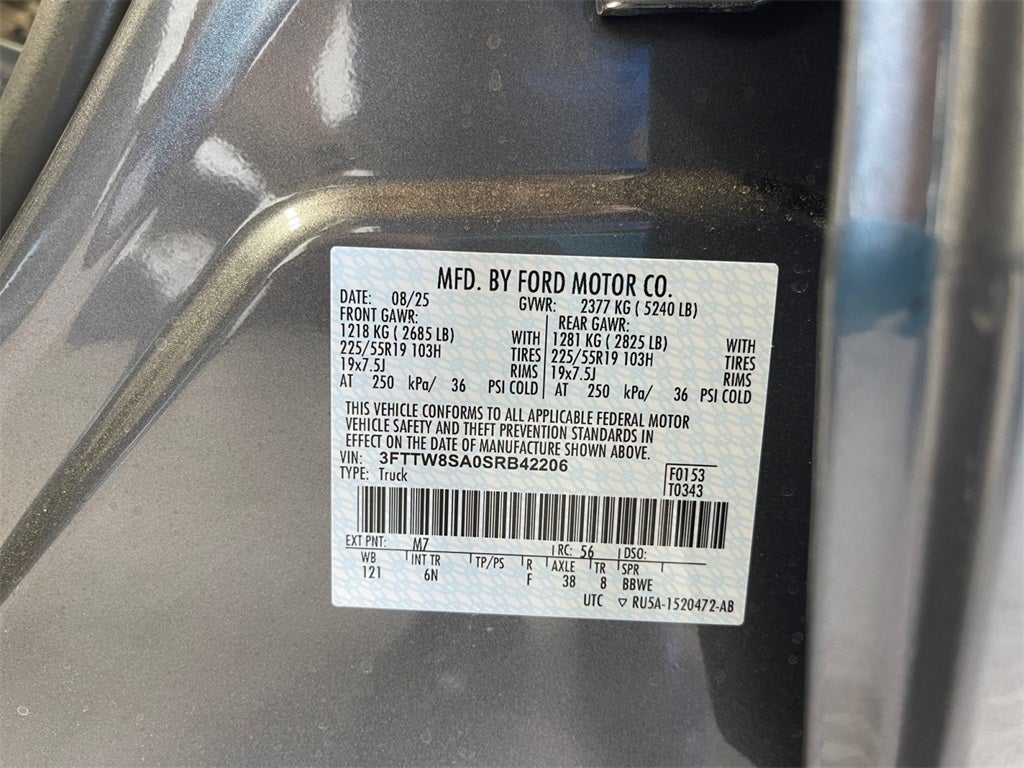 MFD. BY FORD MOTOR CO.
DATE: 08/25 GVWR: 2377 KG ( 5240 LB)
FRONT GAWR: REAR GAWR:
1218 KG ( 2685 LB) WITH 1281 KG ( 2825 LB) WITH
225/55R19 103H TIRES 225/55R19 103H TIRES
19x7.5J RIMS 19x7.5J RIMS
AT 250 kPa/ 36 PSI COLD AT 250 kPa/ 36 PSI COLD
THIS VEHICLE CONFORMS TO ALL APPLICABLE FEDERAL MOTOR
VEHICLE SAFETY AND THEFT PREVENTION STANDARDS IN
EFFECT ON THE DATE OF MANUFACTURE SHOWN ABOVE.
VIN: 3FTTW8SA0SRB42206
TYPE: Truck
F0153
T0343
EXT PNT: M7 RC: 56 DSO:
WB INT TR TP/PS R AXLE TR SPR
121 6N F 38 8 BBWE
UTC ▽ RU5A-1520472-AB